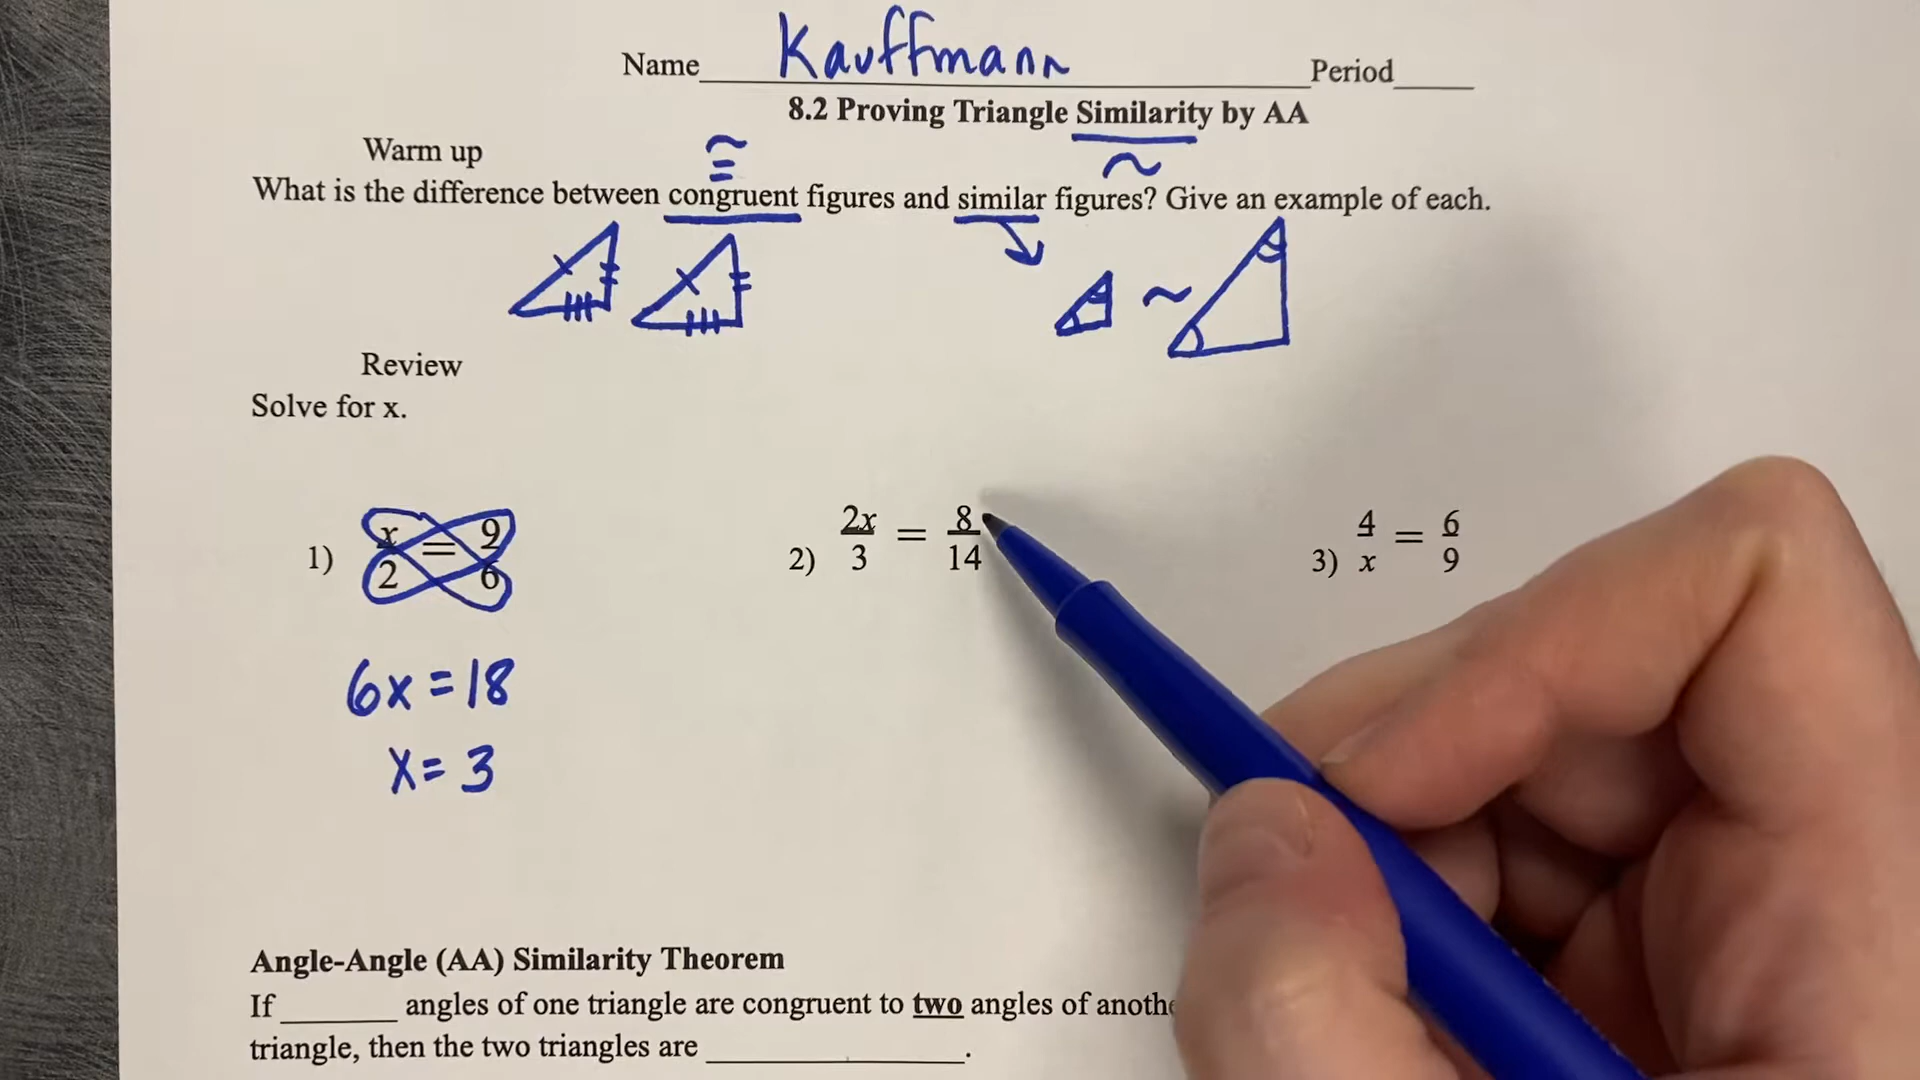 Name Kauffmann Period
8.2 Proving Triangle Similarity by AA
≅ ~
Warm up
What is the difference between congruent figures and similar figures? Give an example of each.
~
Review
Solve for x.
1) x/2 = 9/6 2) 2x/3 = 8/14 3) 4/x = 6/9
6x = 18
x = 3
Angle-Angle (AA) Similarity Theorem
If _______ angles of one triangle are congruent to two angles of
triangle, then the two triangles are _______________.